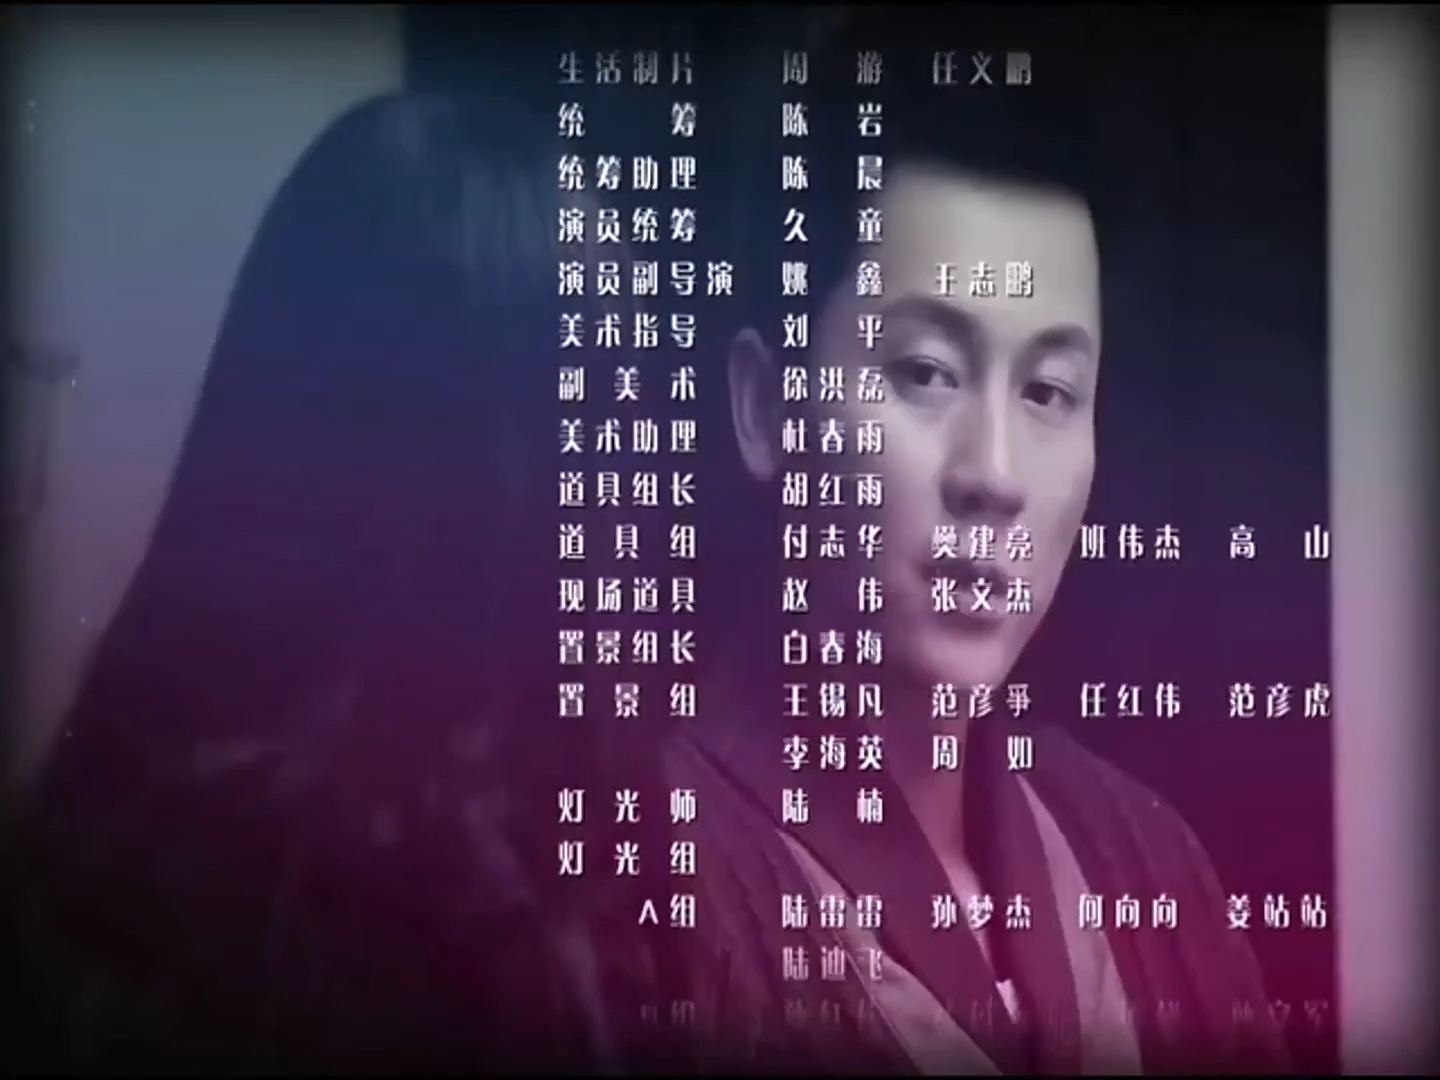 生活制片 周游 任文鹏
统筹 陈岩
统筹助理 陈晨
演员统筹 久童
演员副导演 姚鑫 王志鹏
美术指导 刘平
副美术 徐洪磊
美术助理 杜春雨
道具组长 胡红雨
道具组 付志华 樊建亮 班伟杰 高山
现场道具 赵伟 张文杰
置景组长 白春海
置景组 王锡凡 范彦争 任红伟 范彦虎
李海英 周如
灯光师 陆楠
灯光组
A组 陆雷雷 孙梦杰 何向向 姜帖帖
陆迪飞